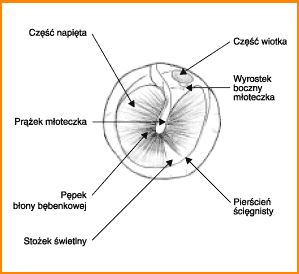 Część napięta
Część wiotka
Wyrostek
boczny
młoteczka
Prążek młoteczka
Pępek
błony bębenkowej
Pierścień
ścięgnisty
Stożek świetlny